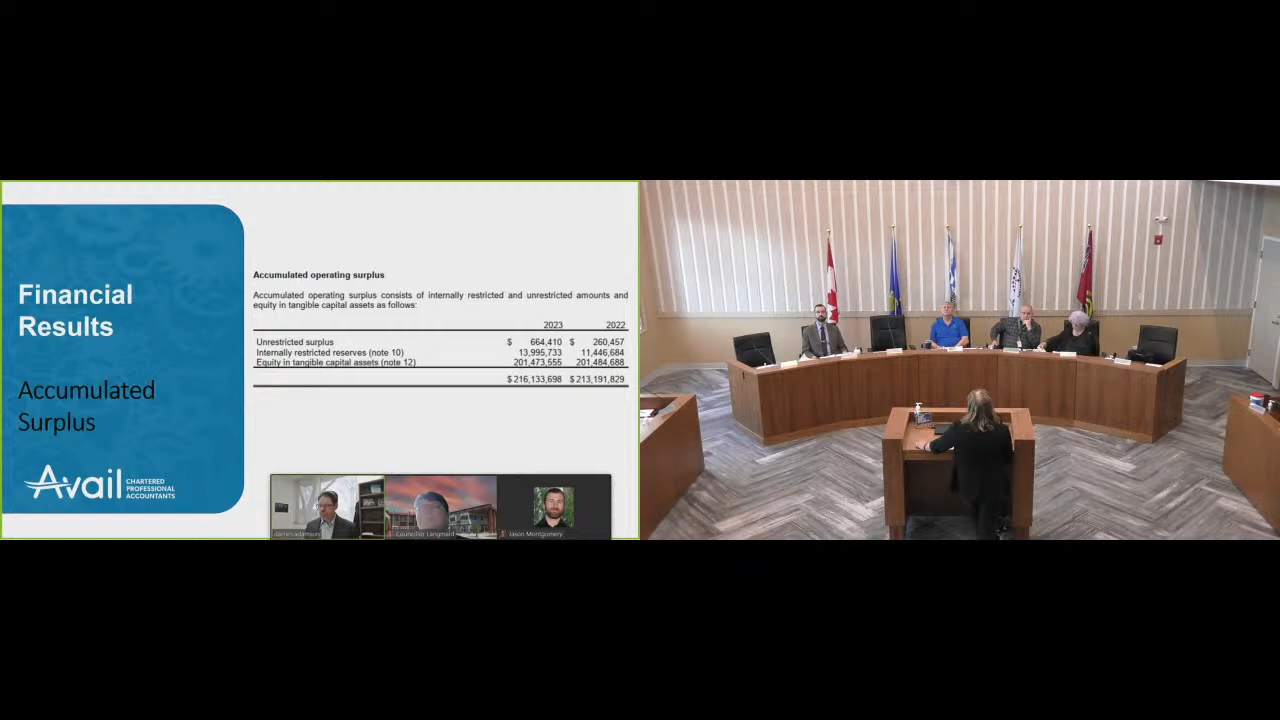 Financial
Results
Accumulated
Surplus
Avail CHARTERED
PROFESSIONAL
ACCOUNTANTS
Accumulated operating surplus
Accumulated operating surplus consists of internally restricted and unrestricted amounts and
equity in tangible capital assets as follows:
2023 2022
Unrestricted surplus $ 664,410 $ 260,457
Internally restricted reserves (note 10) 13,995,733 11,446,684
Equity in tangible capital assets (note 12) 201,473,555 201,484,688
$ 216,133,698 $ 213,191,829
Councillor Langmaid
Jason Montgomery